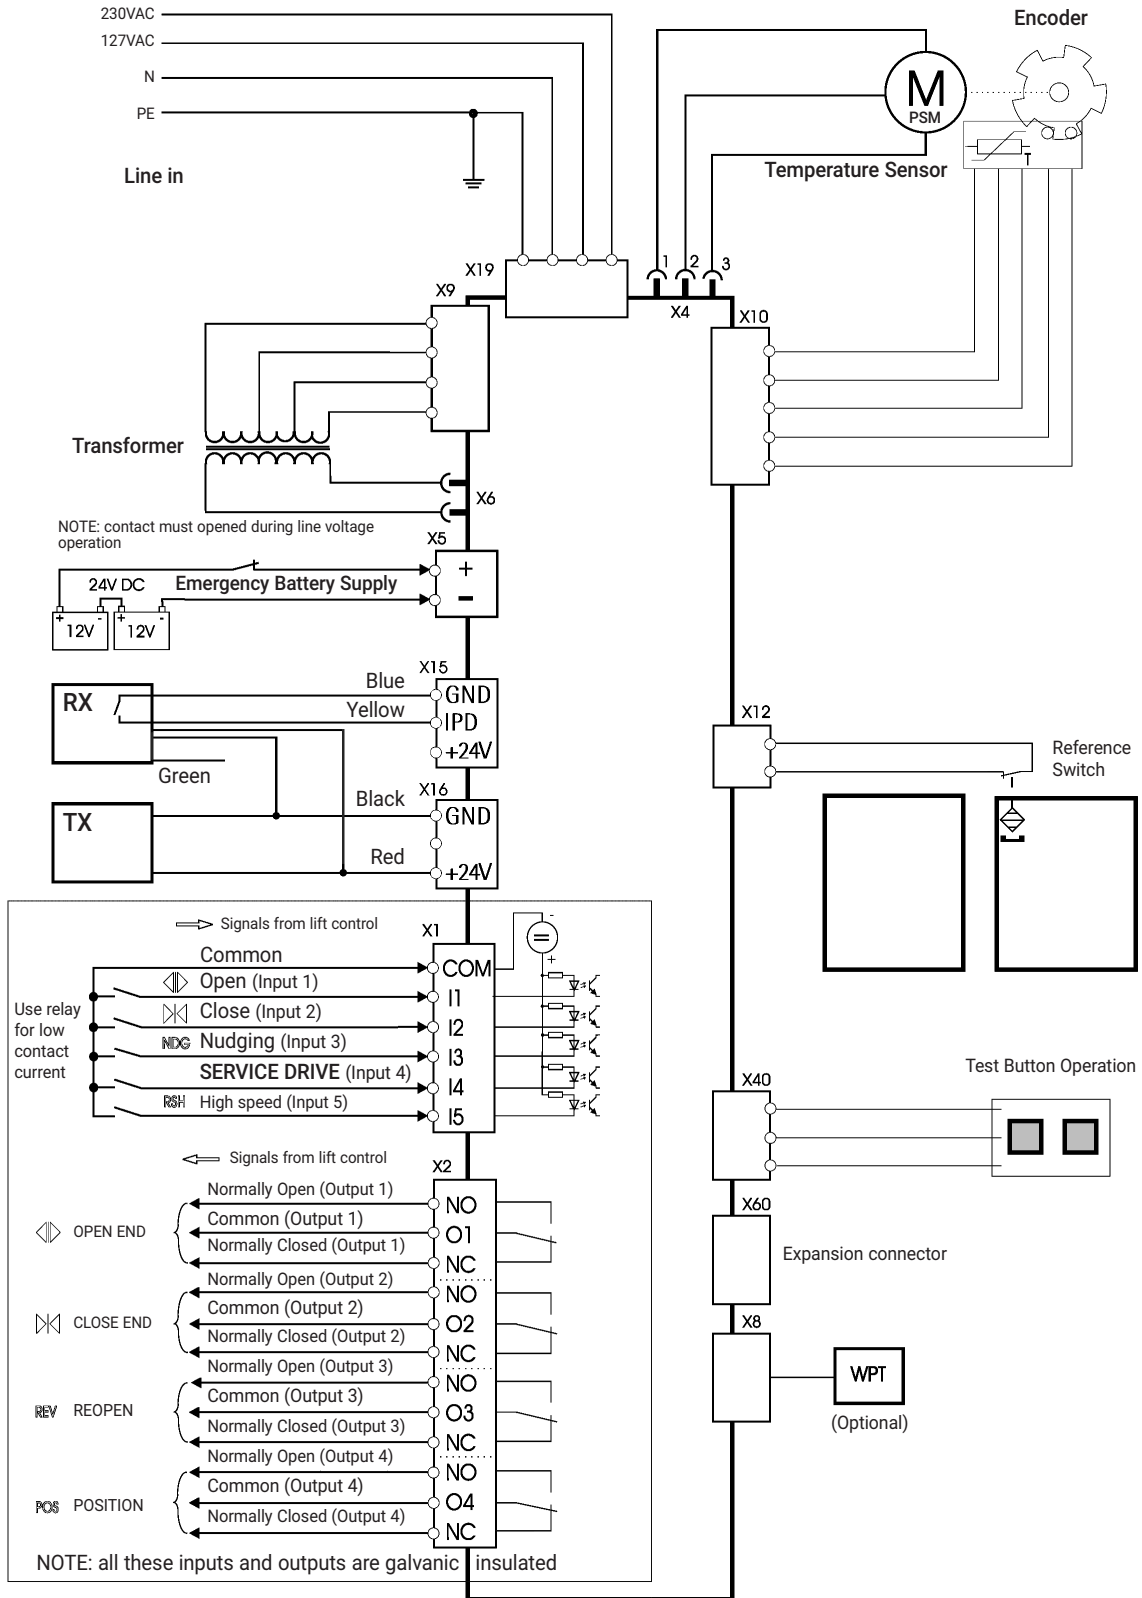 230VAC
127VAC
N
PE
Line in
Encoder
M
PSM
T
Temperature Sensor
X19
1
2
3
X4
X9
X10
Transformer
X6
NOTE: contact must opened during line voltage
operation
X5
24V DC
Emergency Battery Supply
+
-
+ - + -
12V
12V
X15
RX
Blue
GND
Yellow
IPD
+24V
Green
X16
TX
Black
GND
Red
+24V
X12
Reference
Switch
Signals from lift control
X1
-
=
+
Common
COM
Open (Input 1)
I1
Close (Input 2)
I2
NDG Nudging (Input 3)
I3
SERVICE DRIVE (Input 4)
I4
RSH High speed (Input 5)
I5
Use relay
for low
contact
current
Test Button Operation
X40
Signals from lift control
X2
Normally Open (Output 1)
NO
Common (Output 1)
O1
Normally Closed (Output 1)
NC
OPEN END
Normally Open (Output 2)
NO
Common (Output 2)
O2
Normally Closed (Output 2)
NC
CLOSE END
Normally Open (Output 3)
NO
Common (Output 3)
O3
Normally Closed (Output 3)
NC
REV REOPEN
Normally Open (Output 4)
NO
Common (Output 4)
O4
Normally Closed (Output 4)
NC
POS POSITION
X60
Expansion connector
X8
WPT
(Optional)
NOTE: all these inputs and outputs are galvanic insulated